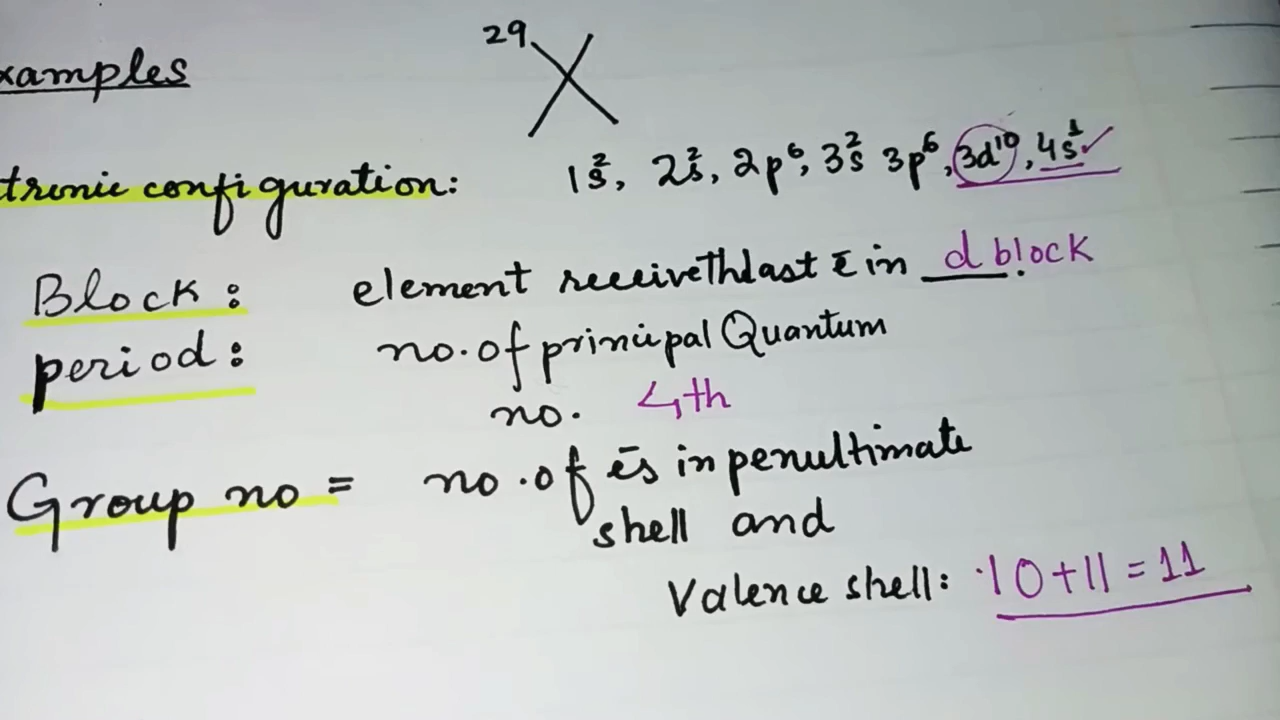 29
X
xamples
tronic configuration: 1s², 2s², 2p⁶, 3s² 3p⁶, 3d¹⁰, 4s¹ ✓
Block: element receivethlast ē in d block
period: no. of principal Quantum
no. 4th
Group no = no. of ēs in penultimate
shell and
Valence shell: 10+11=11